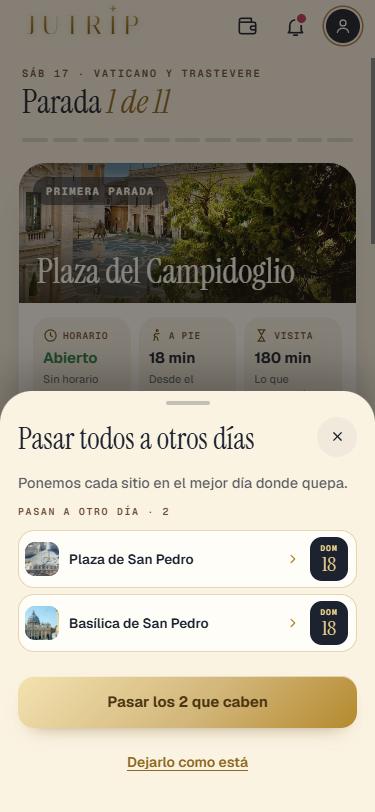 JUTRIP
SÁB 17 · VATICANO Y TRASTEVERE
Parada 1 de 11
PRIMERA PARADA
Plaza del Campidoglio
HORARIO
Abierto
Sin horario
A PIE
18 min
Desde el
VISITA
180 min
Lo que
Pasar todos a otros días
×
Ponemos cada sitio en el mejor día donde quepa.
PASAN A OTRO DÍA · 2
Plaza de San Pedro
DOM
18
Basílica de San Pedro
DOM
18
Pasar los 2 que caben
Dejarlo como está